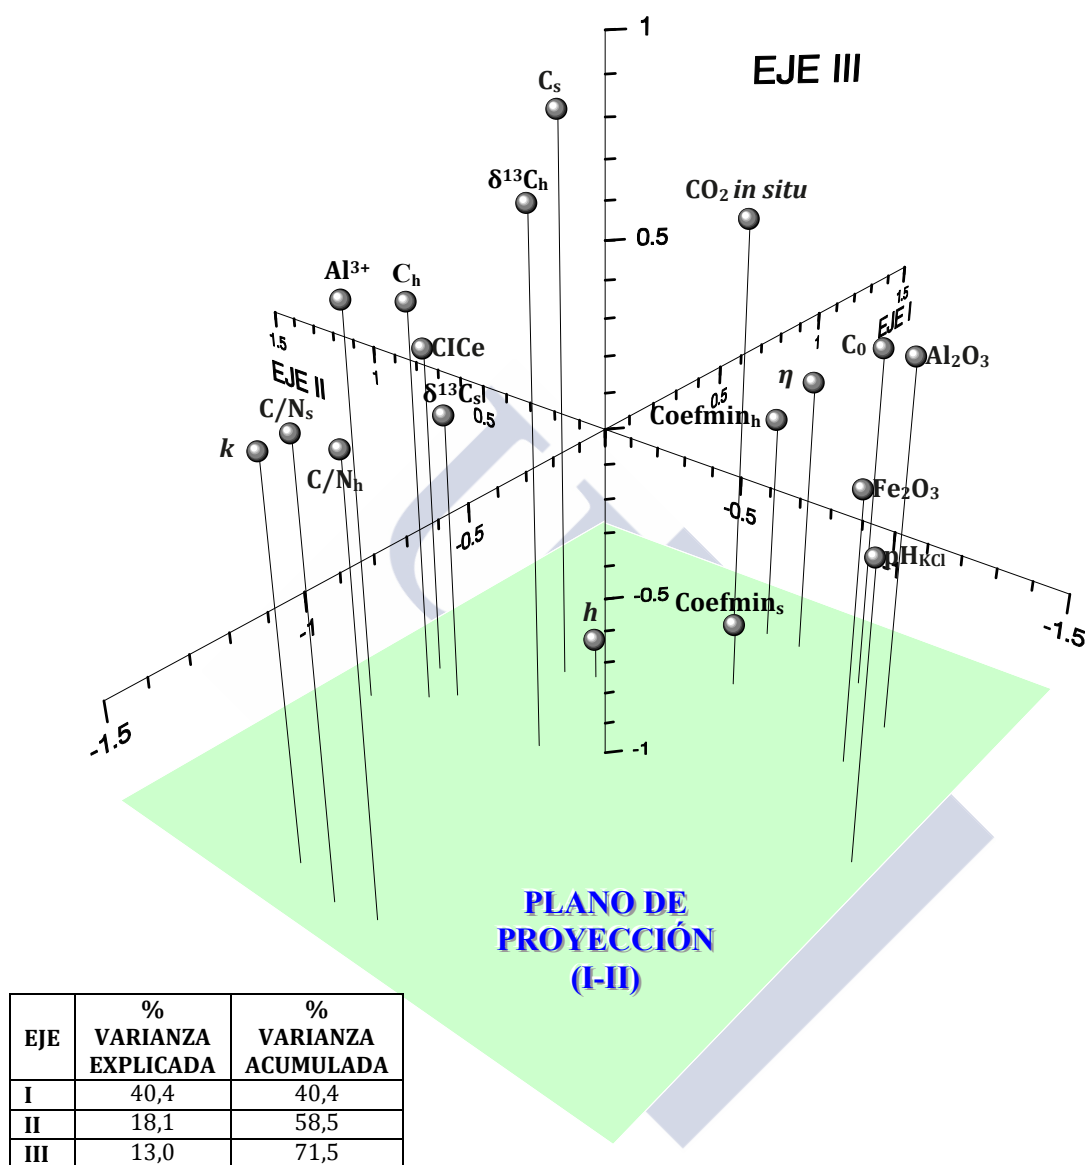 1
EJE III
Cₛ
δ¹³Cₕ
CO₂ in situ
0.5
Al³⁺
Cₕ
1.5
EJE I
1.5
1
CICe
C₀
Al₂O₃
EJE II
1
η
0.5
δ¹³Cₛ
0.5
Coefminₕ
C/Nₛ
k
C/Nₕ
Fe₂O₃
-0.5
-0.5
pH_KCl
-0.5
Coefminₛ
h
-1
-1.5
-1.5
-1
PLANO DE
PROYECCIÓN
(I-II)
EJE % VARIANZA EXPLICADA % VARIANZA ACUMULADA
I 40,4 40,4
II 18,1 58,5
III 13,0 71,5